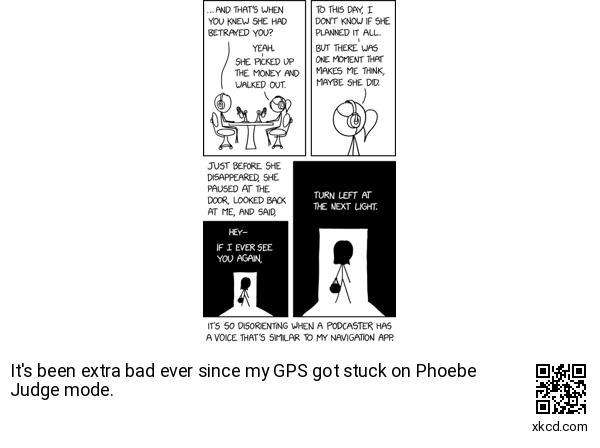 ...AND THAT'S WHEN
YOU KNEW SHE HAD
BETRAYED YOU?
YEAH.
SHE PICKED UP
THE MONEY AND
WALKED OUT.
TO THIS DAY, I
DON'T KNOW IF SHE
PLANNED IT ALL.
BUT THERE WAS
ONE MOMENT THAT
MAKES ME THINK,
MAYBE SHE DID.
JUST BEFORE SHE
DISAPPEARED, SHE
PAUSED AT THE
DOOR, LOOKED BACK
AT ME, AND SAID,
HEY—
IF I EVER SEE
YOU AGAIN,
TURN LEFT AT
THE NEXT LIGHT.
IT'S SO DISORIENTING WHEN A PODCASTER HAS
A VOICE THAT'S SIMILAR TO MY NAVIGATION APP.
It's been extra bad ever since my GPS got stuck on Phoebe
Judge mode.
xkcd.com